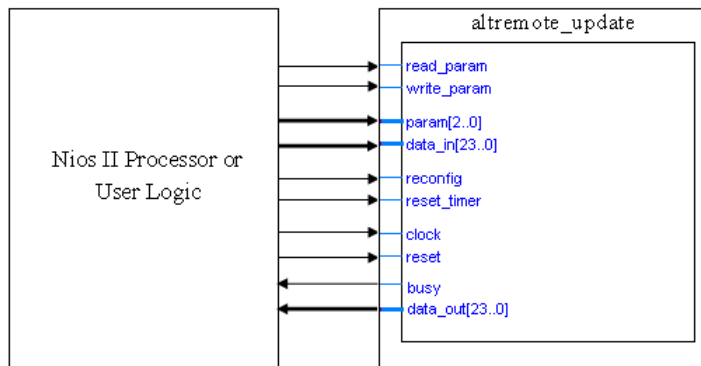 altremote_update
read_param
write_param
param[2..0]
data_in[23..0]
Nios II Processor or
User Logic
reconfig
reset_timer
clock
reset
busy
data_out[23..0]